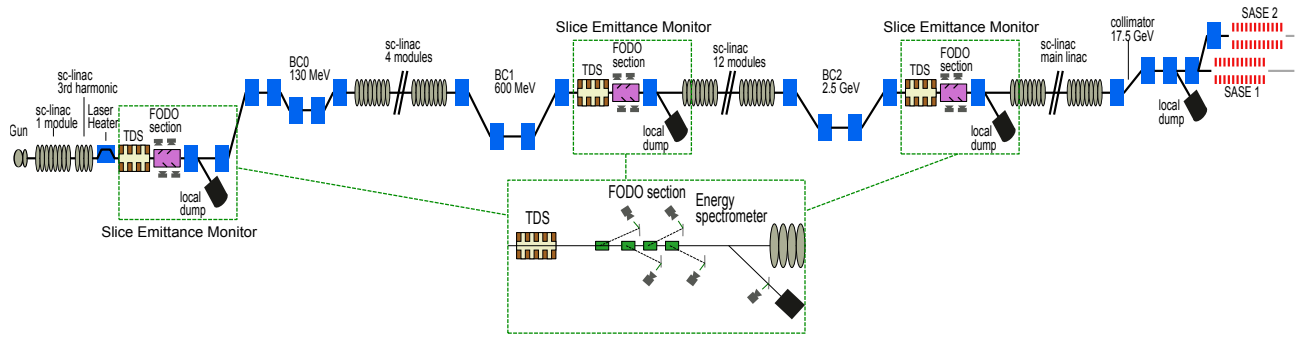 Gun
sc-linac
1 module
sc-linac
3rd harmonic
Laser
Heater
TDS
FODO
section
local
dump
Slice Emittance Monitor
BC0
130 MeV
sc-linac
4 modules
BC1
600 MeV
Slice Emittance Monitor
TDS
FODO
section
local
dump
sc-linac
12 modules
BC2
2.5 GeV
Slice Emittance Monitor
TDS
FODO
section
local
dump
sc-linac
main linac
collimator
17.5 GeV
local
dump
SASE 2
SASE 1
FODO section
TDS
Energy
spectrometer